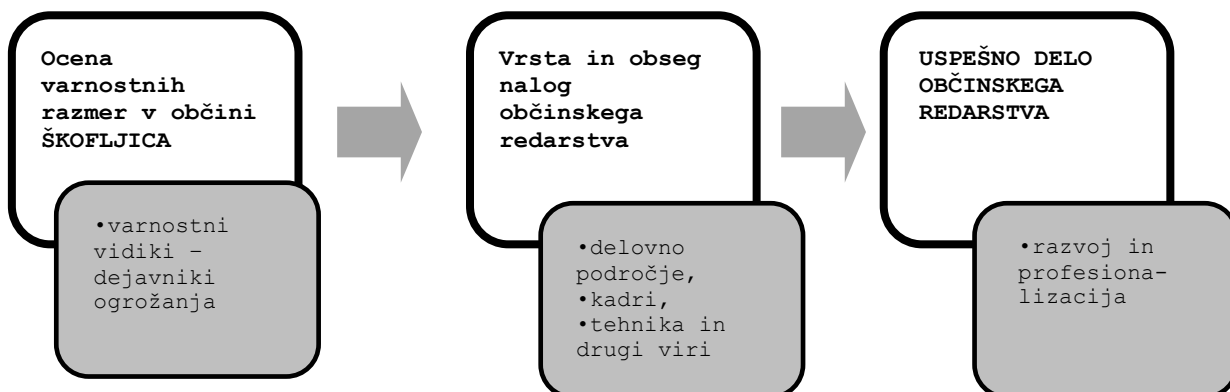 Ocena
varnostnih
razmer v občini
ŠKOFLJICA
•varnostni
vidiki –
dejavniki
ogrožanja
Vrsta in obseg
nalog
občinskega
redarstva
•delovno
področje,
•kadri,
•tehnika in
drugi viri
USPEŠNO DELO
OBČINSKEGA
REDARSTVA
•razvoj in
profesiona-
lizacija